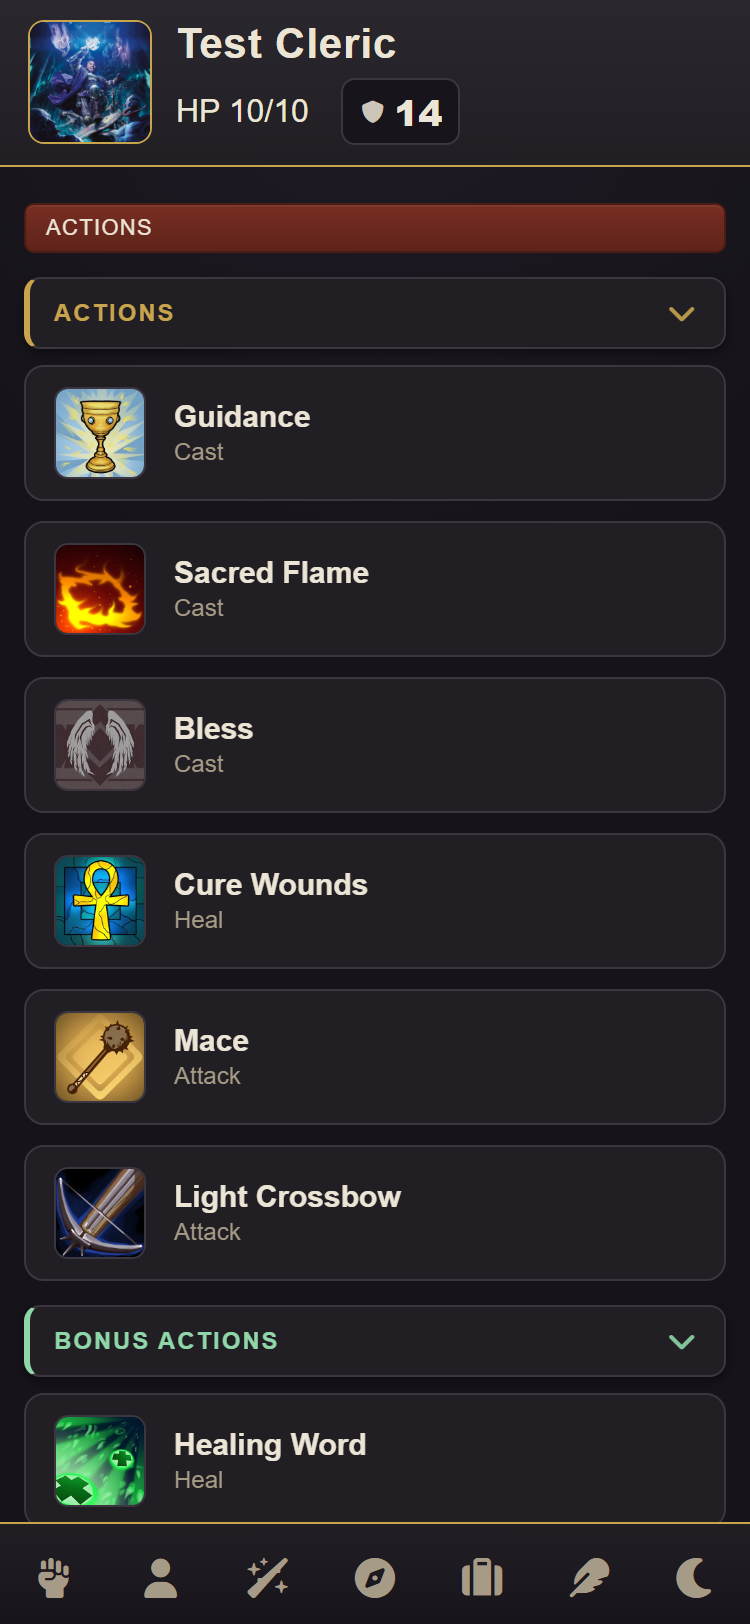 Test Cleric
HP 10/10
14
ACTIONS
ACTIONS
Guidance
Cast
Sacred Flame
Cast
Bless
Cast
Cure Wounds
Heal
Mace
Attack
Light Crossbow
Attack
BONUS ACTIONS
Healing Word
Heal